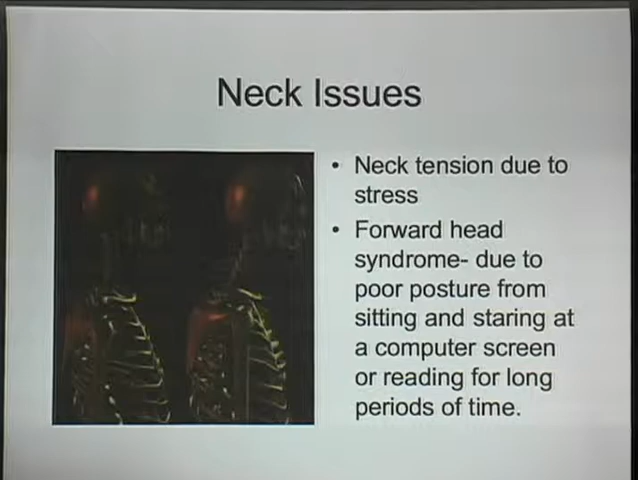 Neck Issues
• Neck tension due to
stress
• Forward head
syndrome- due to
poor posture from
sitting and staring at
a computer screen
or reading for long
periods of time.